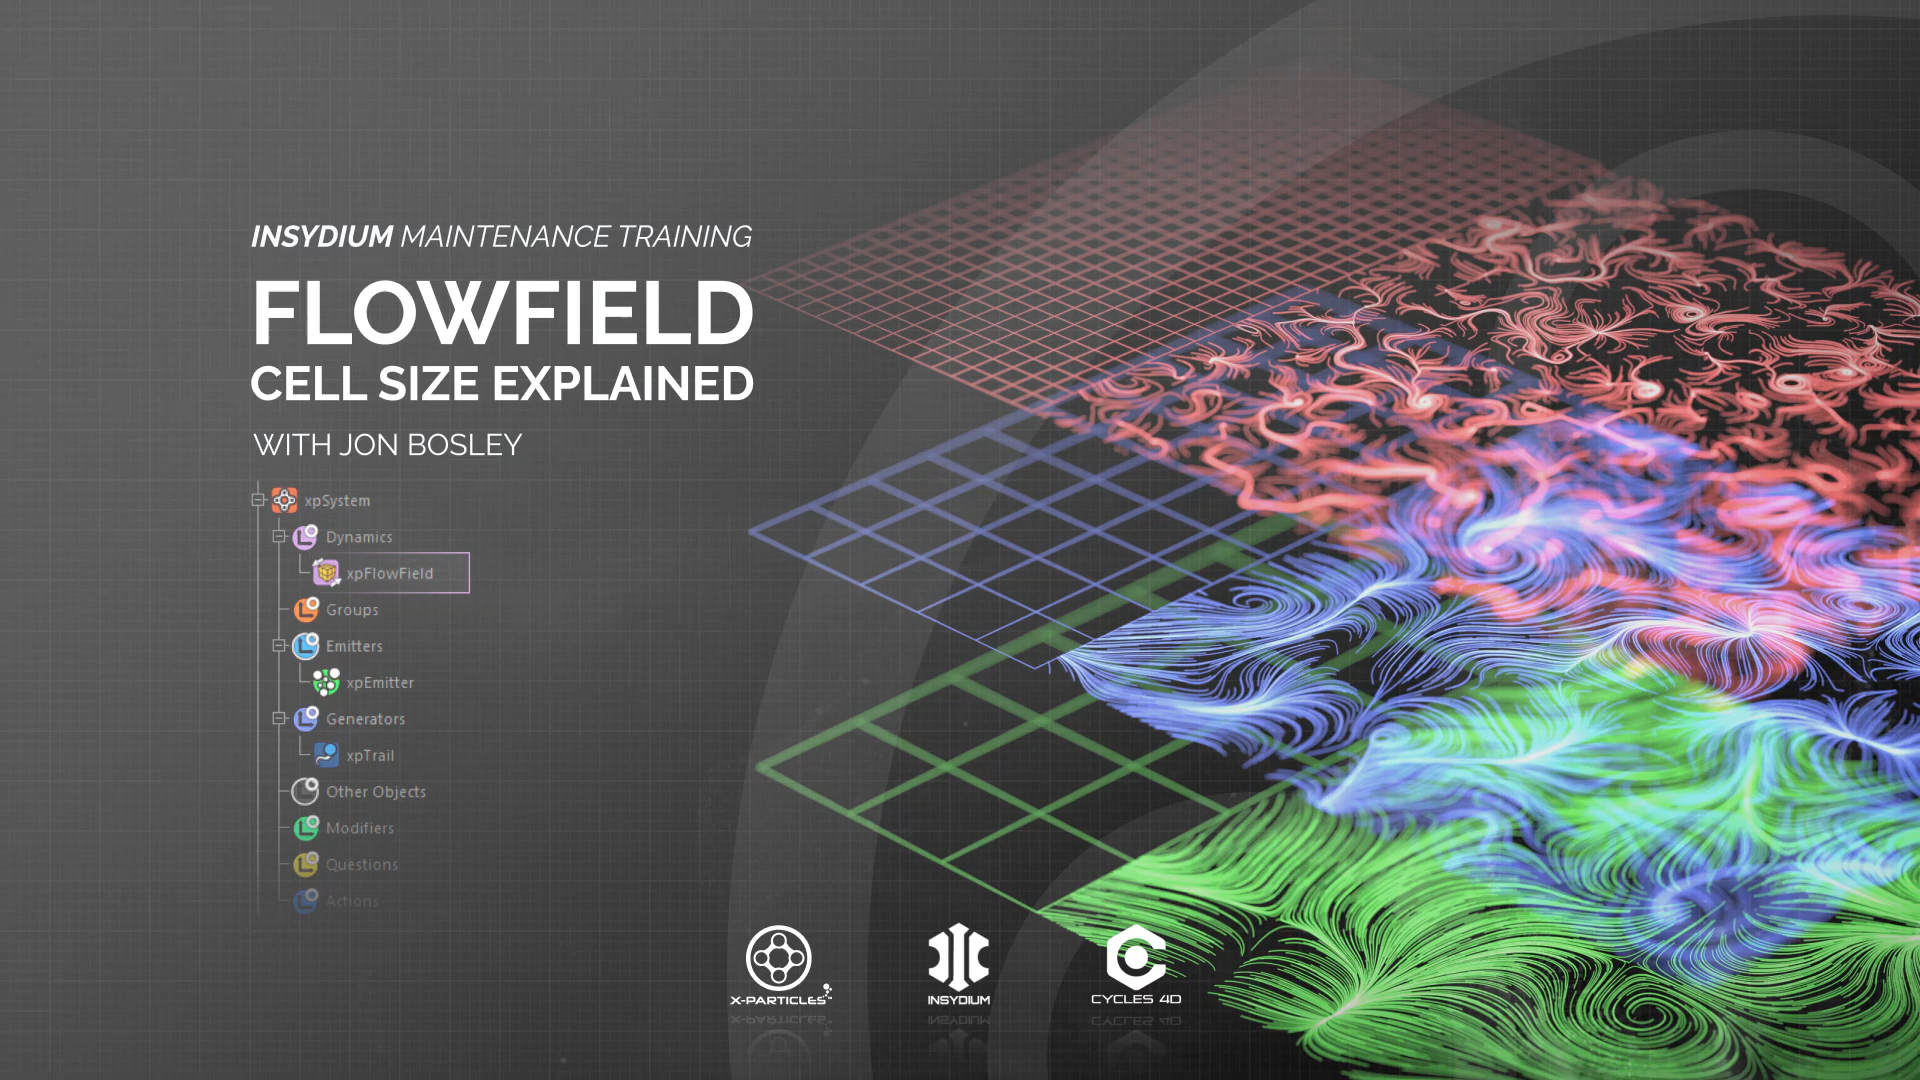 INSYDIUM MAINTENANCE TRAINING
FLOWFIELD
CELL SIZE EXPLAINED
WITH JON BOSLEY
xpSystem
Dynamics
xpFlowField
Groups
Emitters
xpEmitter
Generators
xpTrail
Other Objects
Modifiers
Questions
Actions
X-PARTICLES
INSYDIUM
CYCLES 4D